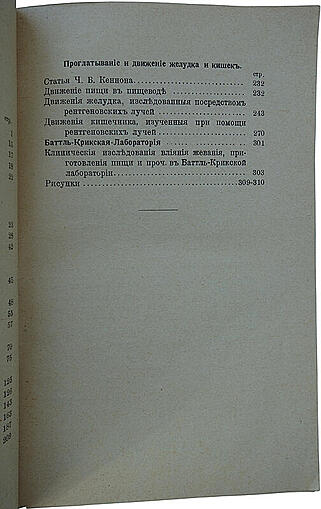 Проглатываніе и движеніе желудка и кишекъ.
стр.
Статья Ч. Б. Кеннона 232
Движеніе пищи въ пищеводѣ 232
Движенія желудка, изслѣдованныя посредствомъ
рентгеновскихъ лучей 243
Движенія кишечника, изученныя при помощи
рентгеновскихъ лучей 270
Баттль-Крикская-Лабораторія 301
Клиническія изслѣдованія вліянія жеванія, при-
готовленія пищи и проч. въ Баттль-Крикской
лабораторіи 303
Рисунки 309-310